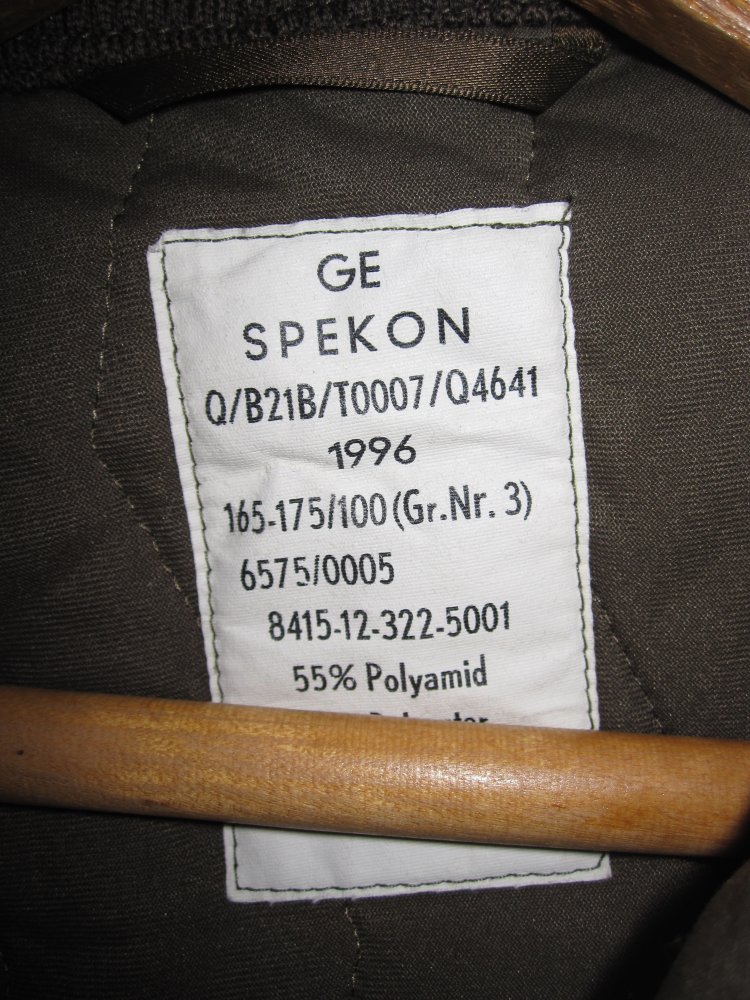 GE
SPEKON
Q/B21B/T0007/Q4641
1996
165-175/100 (Gr.Nr. 3)
6575/0005
8415-12-322-5001
55% Polyamid